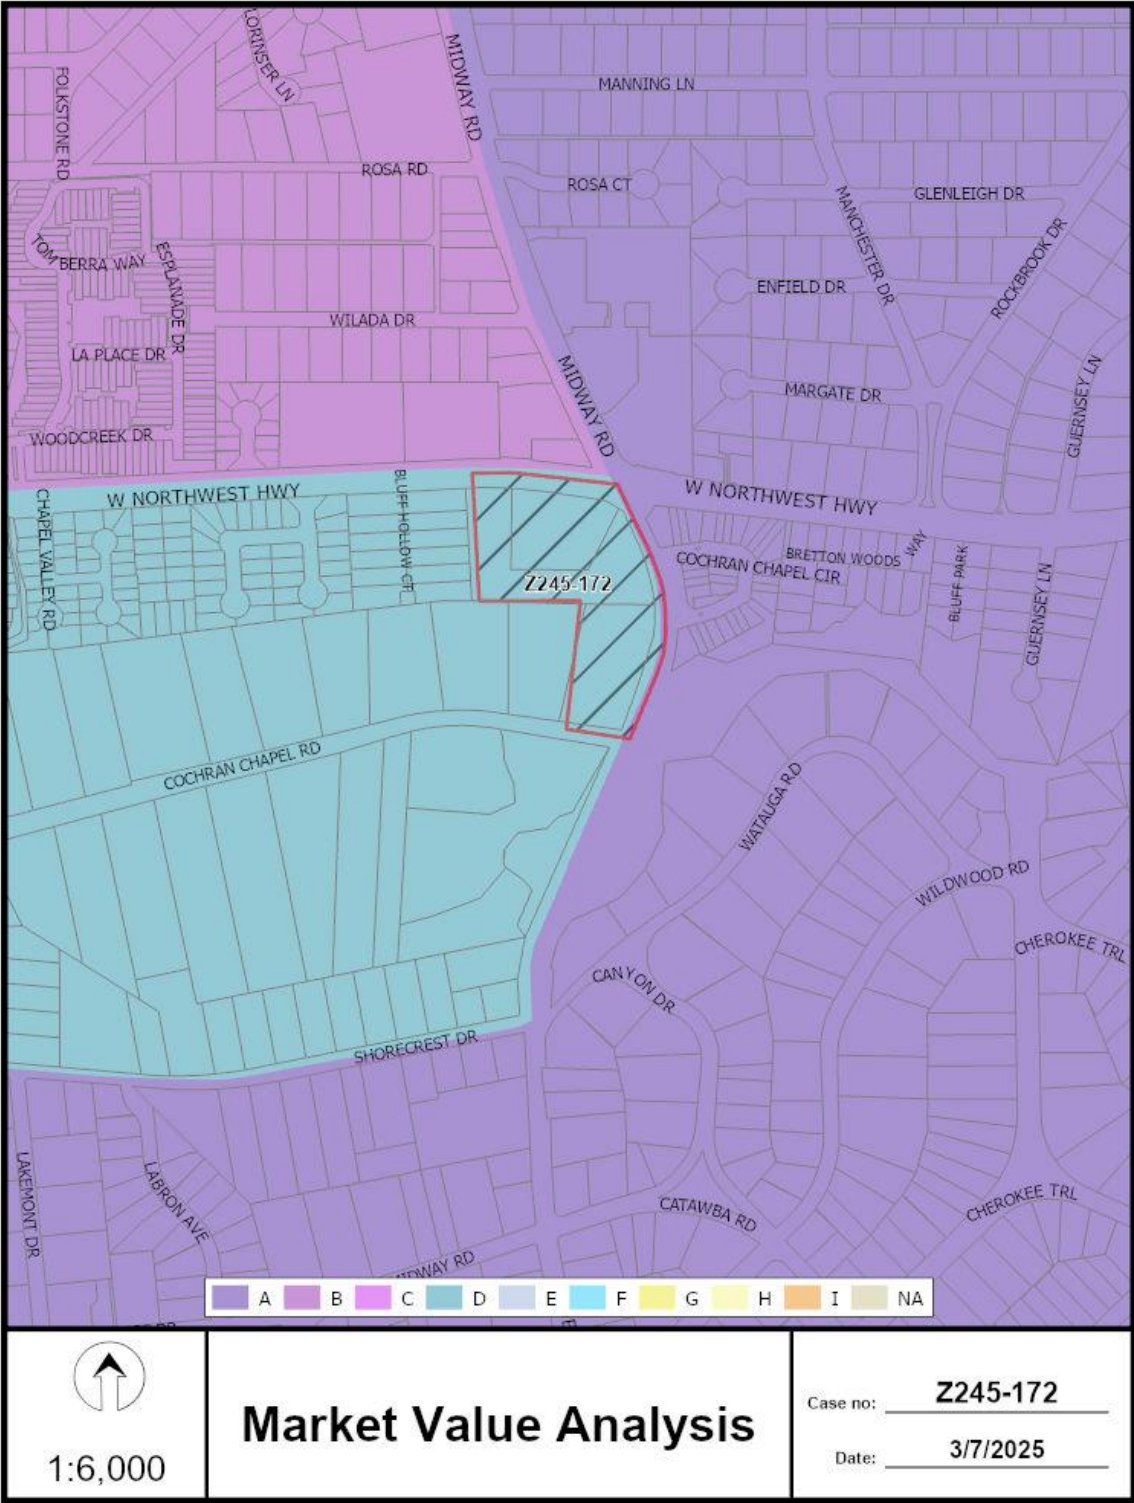 LORINSER LN
MIDWAY RD
FOLKSTONE RD
MANNING LN
ROSA RD
ROSA CT
GLENLEIGH DR
MANCHESTER DR
ROCKBROOK DR
TOM BERRA WAY
ESPLANADE DR
ENFIELD DR
WILADA DR
LA PLACE DR
MIDWAY RD
MARGATE DR
GUERNSEY LN
WOODCREEK DR
W NORTHWEST HWY
BLUFF HOLLOW CT
W NORTHWEST HWY
CHAPEL VALLEY RD
COCHRAN CHAPEL CIR
BRETTON WOODS WAY
BLUFF PARK
GUERNSEY LN
Z245-172
COCHRAN CHAPEL RD
WATAUGA RD
WILDWOOD RD
CHEROKEE TRL
CANYON DR
SHORECREST DR
LAKEMONT DR
LABRON AVE
CATAWBA RD
CHEROKEE TRL
MIDWAY RD
A B C D E F G H I NA
1:6,000
Market Value Analysis
Case no: Z245-172
Date: 3/7/2025